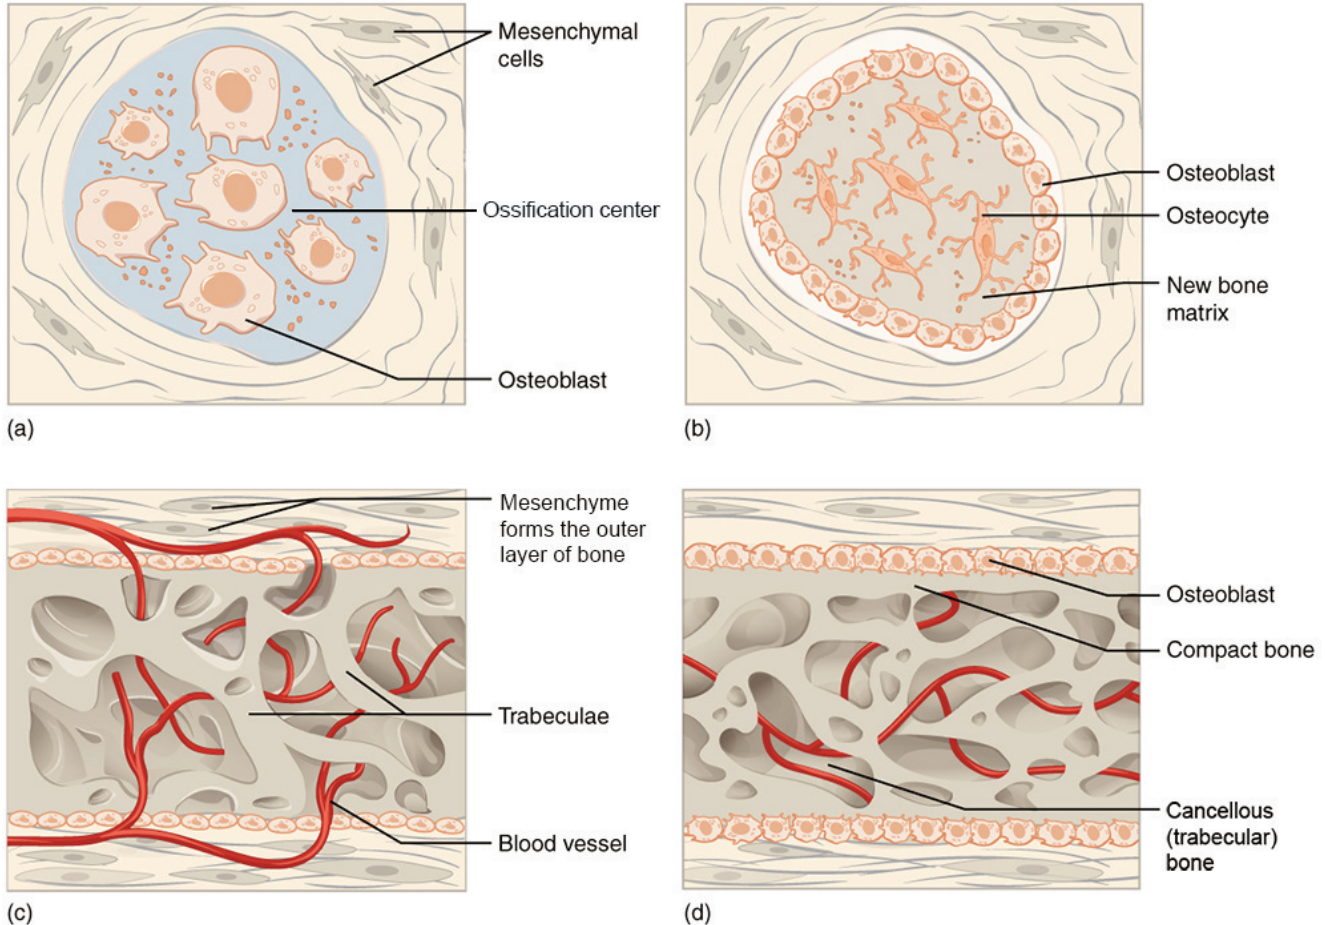 Mesenchymal
cells
Ossification center
Osteoblast
(a)
Osteoblast
Osteocyte
New bone
matrix
(b)
Mesenchyme
forms the outer
layer of bone
Trabeculae
Blood vessel
(c)
Osteoblast
Compact bone
Cancellous
(trabecular)
bone
(d)